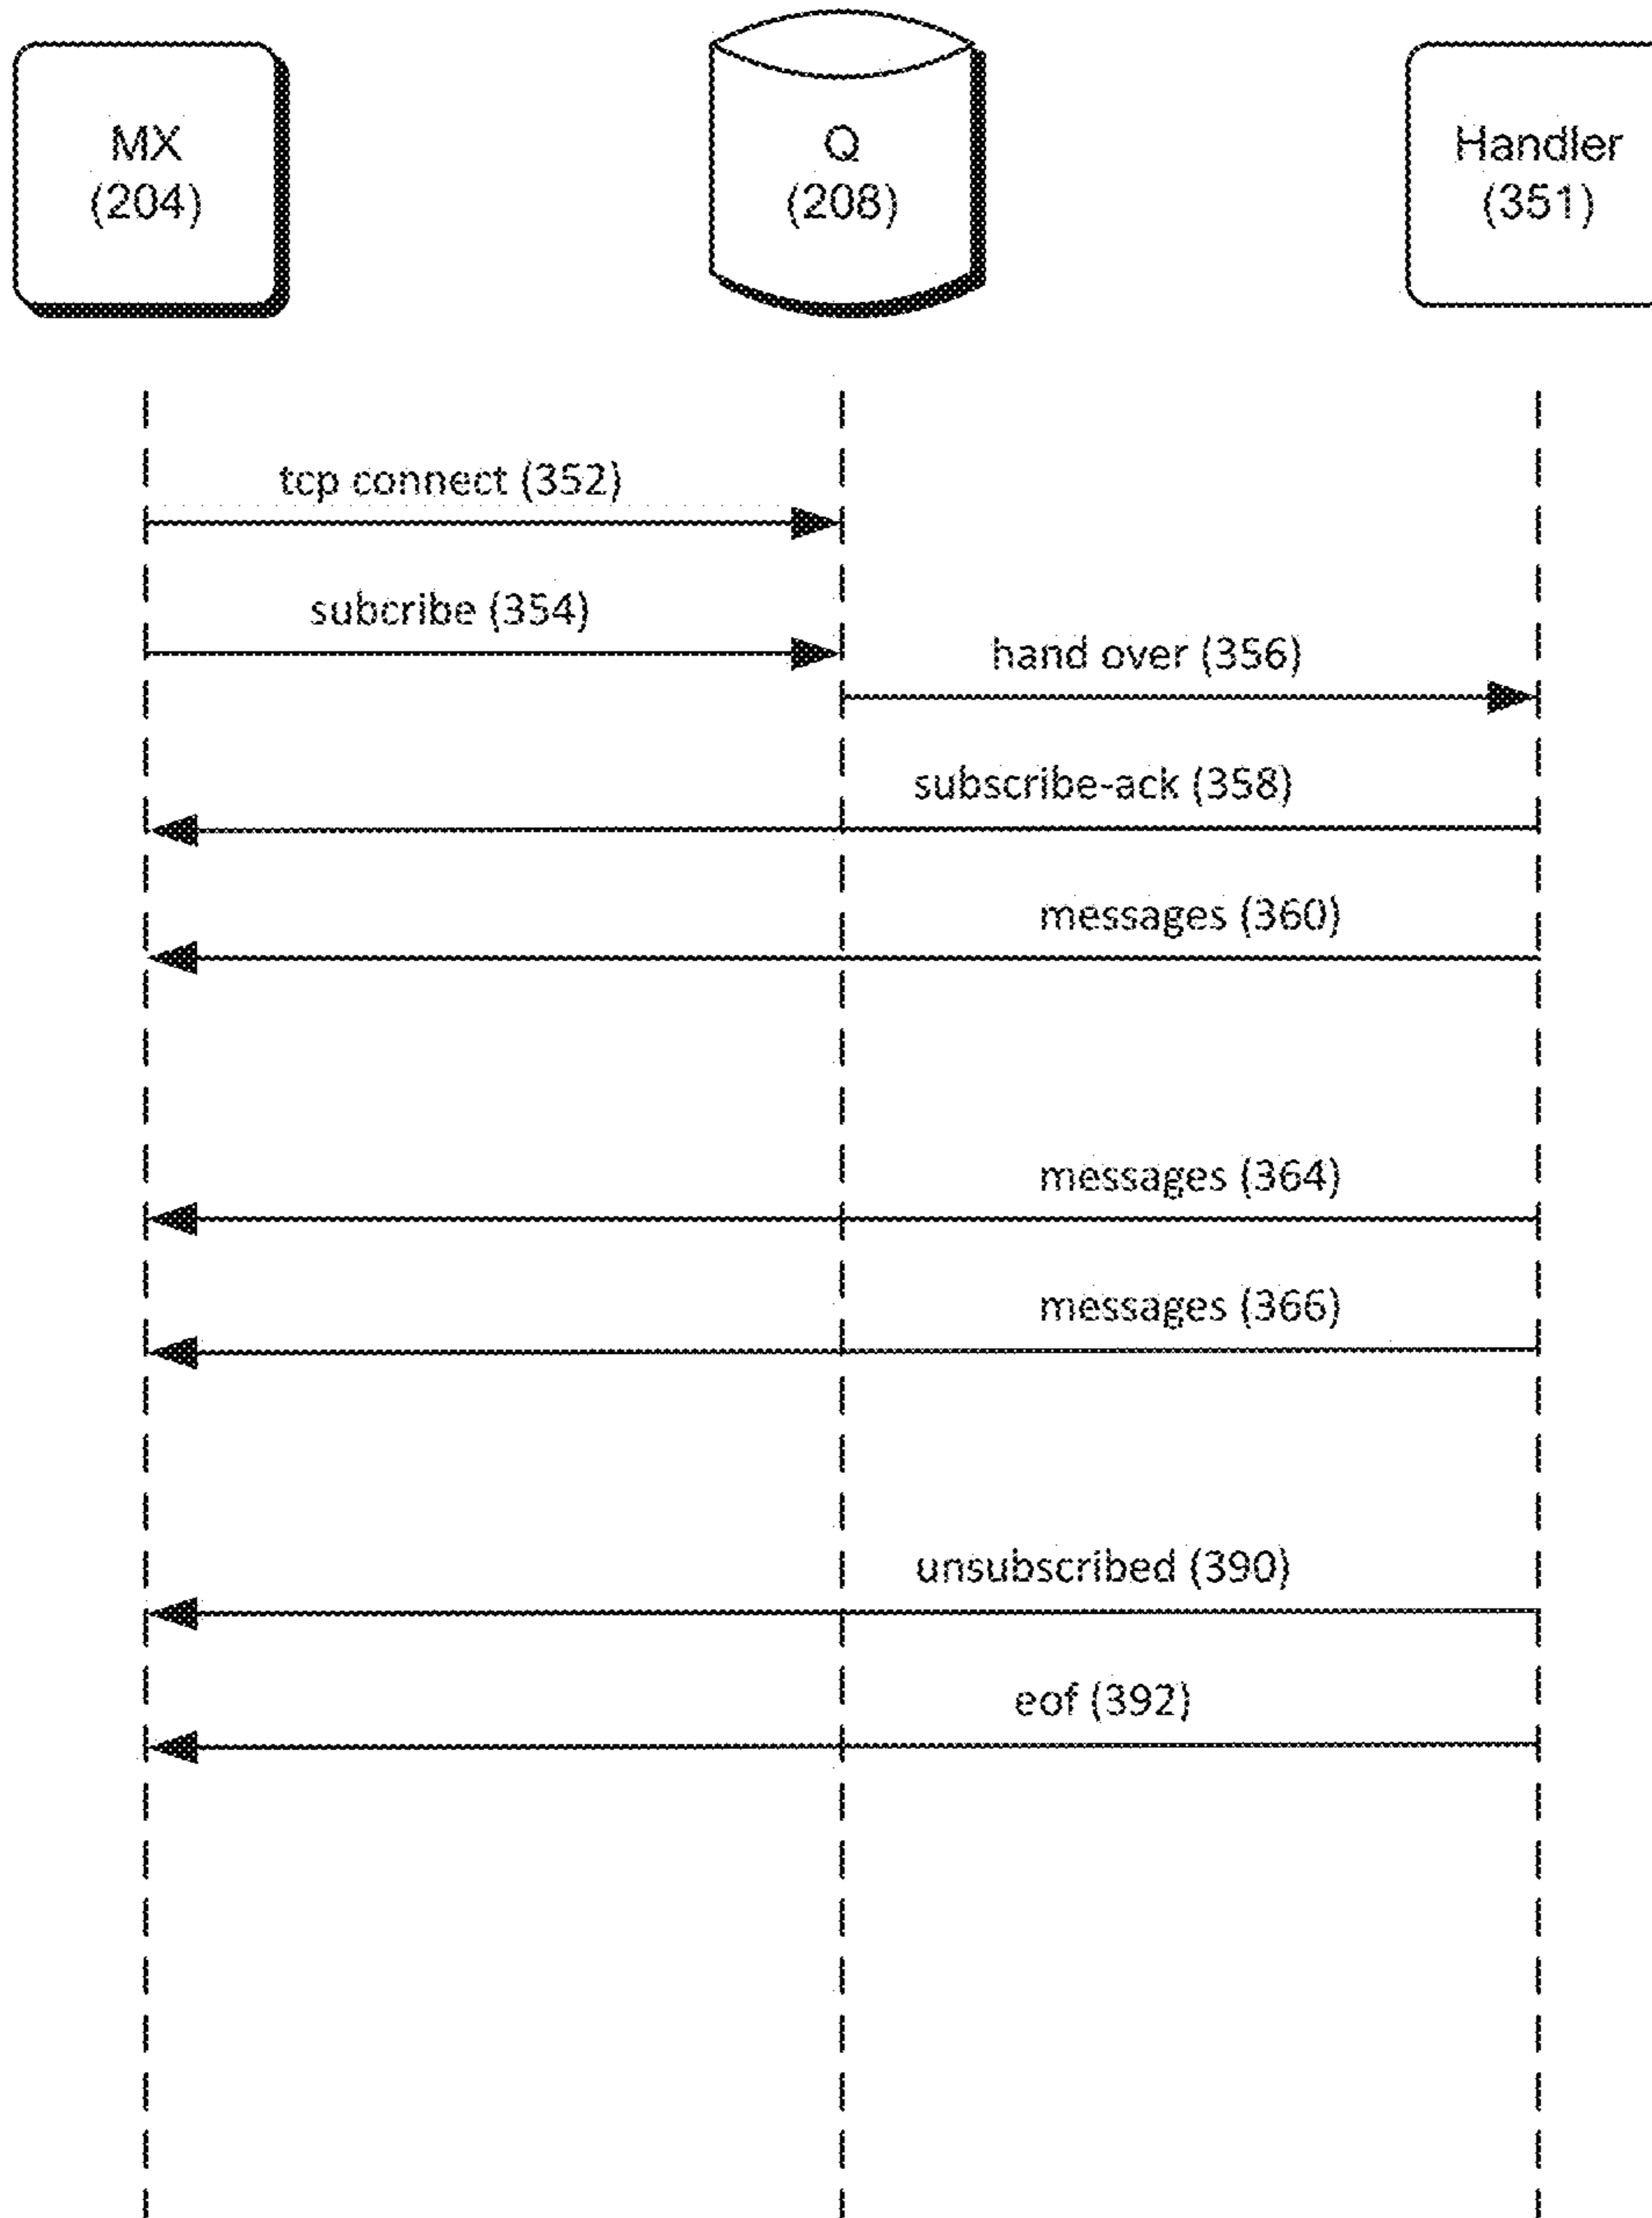 MX
(204)
Q
(208)
Handler
(351)
tcp connect (352)
subcribe (354)
hand over (356)
subscribe-ack (358)
messages (360)
messages (364)
messages (366)
unsubscribed (390)
eof (392)